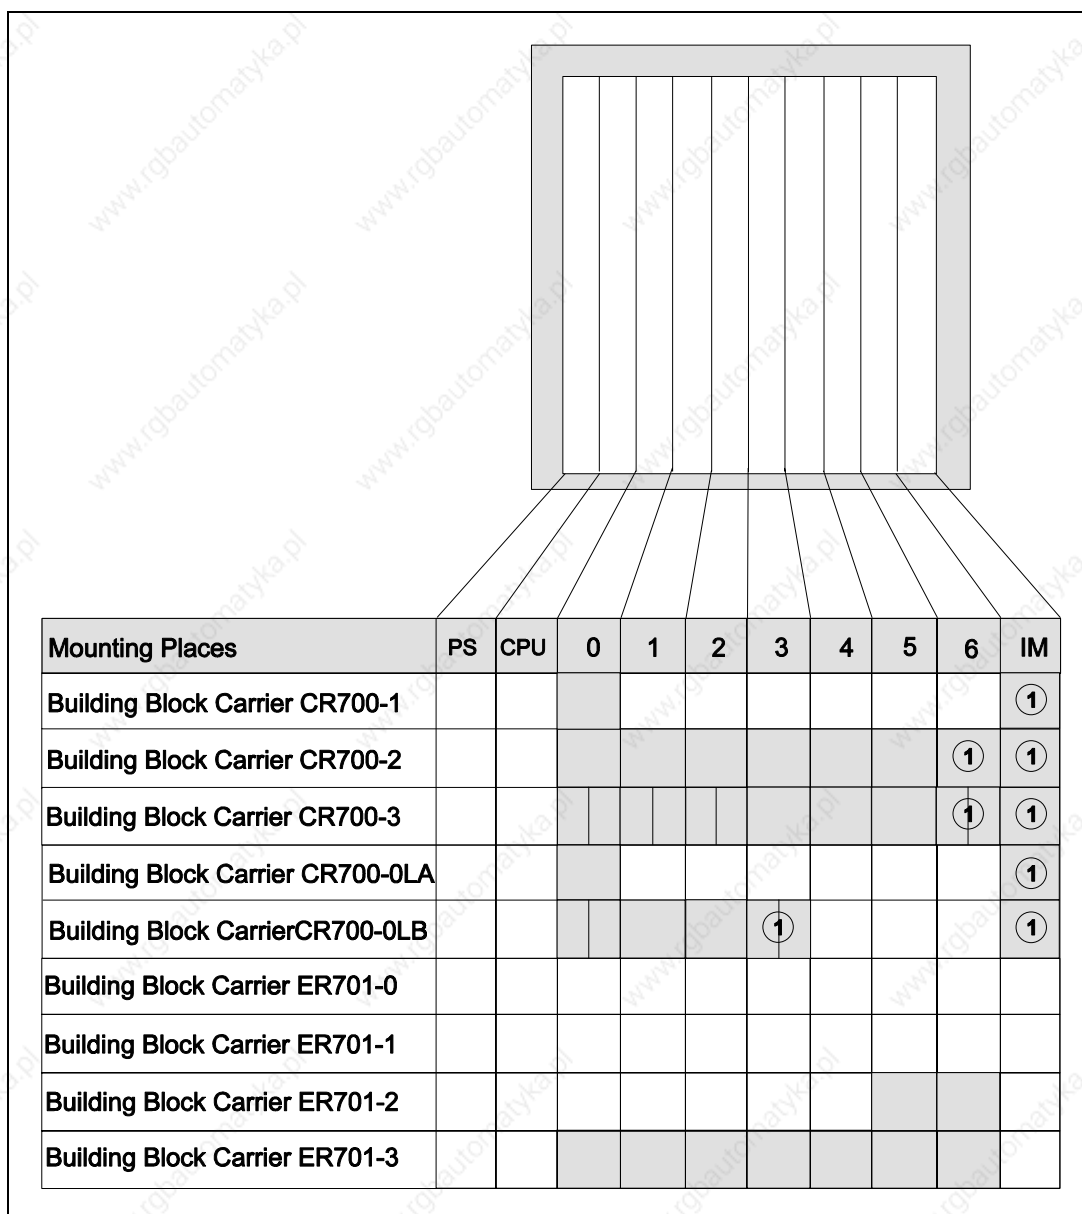 Mounting Places PS CPU 0 1 2 3 4 5 6 IM
Building Block Carrier CR700-1 1
Building Block Carrier CR700-2 1 1
Building Block Carrier CR700-3 1 1
Building Block Carrier CR700-0LA 1
Building Block CarrierCR700-0LB 1 1
Building Block Carrier ER701-0
Building Block Carrier ER701-1
Building Block Carrier ER701-2
Building Block Carrier ER701-3
www.rgbautomatyka.pl